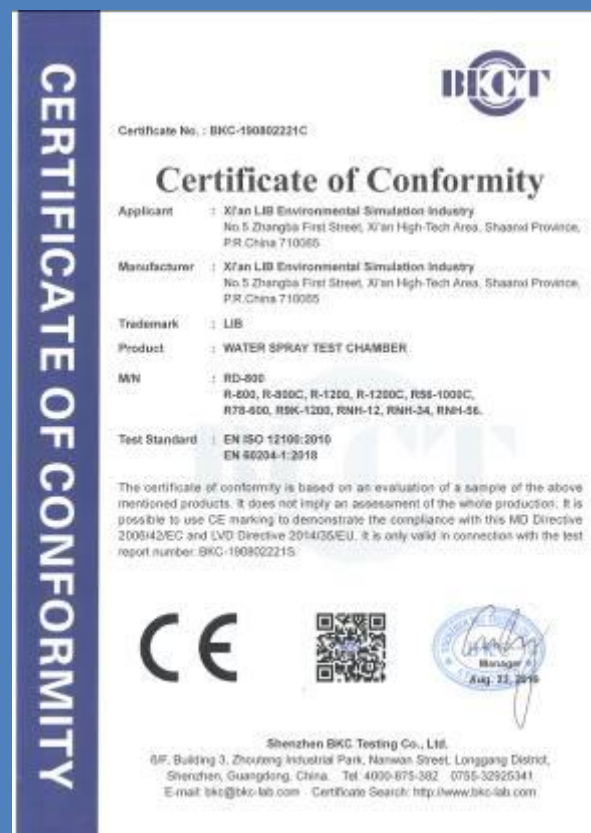 CERTIFICATE OF CONFORMITY
BKCT
Certificate No. : BKC-190802221C
Certificate of Conformity
Applicant : Xi'an LIB Environmental Simulation Industry
No.5 Zhangba First Street, Xi'an High-Tech Area, Shaanxi Province,
P.R.China 710065
Manufacturer : Xi'an LIB Environmental Simulation Industry
No.5 Zhangba First Street, Xi'an High-Tech Area, Shaanxi Province,
P.R.China 710065
Trademark : LIB
Product : WATER SPRAY TEST CHAMBER
M/N : RD-800
R-800, R-800C, R-1200, R-1200C, R56-1000C,
R78-600, R9K-1200, RNH-12, RNH-34, RNH-56.
Test Standard : EN ISO 12100:2010
EN 60204-1:2018
The certificate of conformity is based on an evaluation of a sample of the above
mentioned products. It does not imply an assessment of the whole production. It is
possible to use CE marking to demonstrate the compliance with this MD Directive
2006/42/EC and LVD Directive 2014/35/EU. It is only valid in connection with the test
report number: BKC-190802221S.
CE
Manager
Aug. 23, 2019
Shenzhen BKC Testing Co., Ltd.
6/F, Building 3, Zhouteng Industrial Park, Nanwan Street, Longgang District,
Shenzhen, Guangdong, China. Tel: 4000-875-382 0755-32925341
E-mail: bkc@bkc-lab.com Certificate Search: http://www.bkc-lab.com